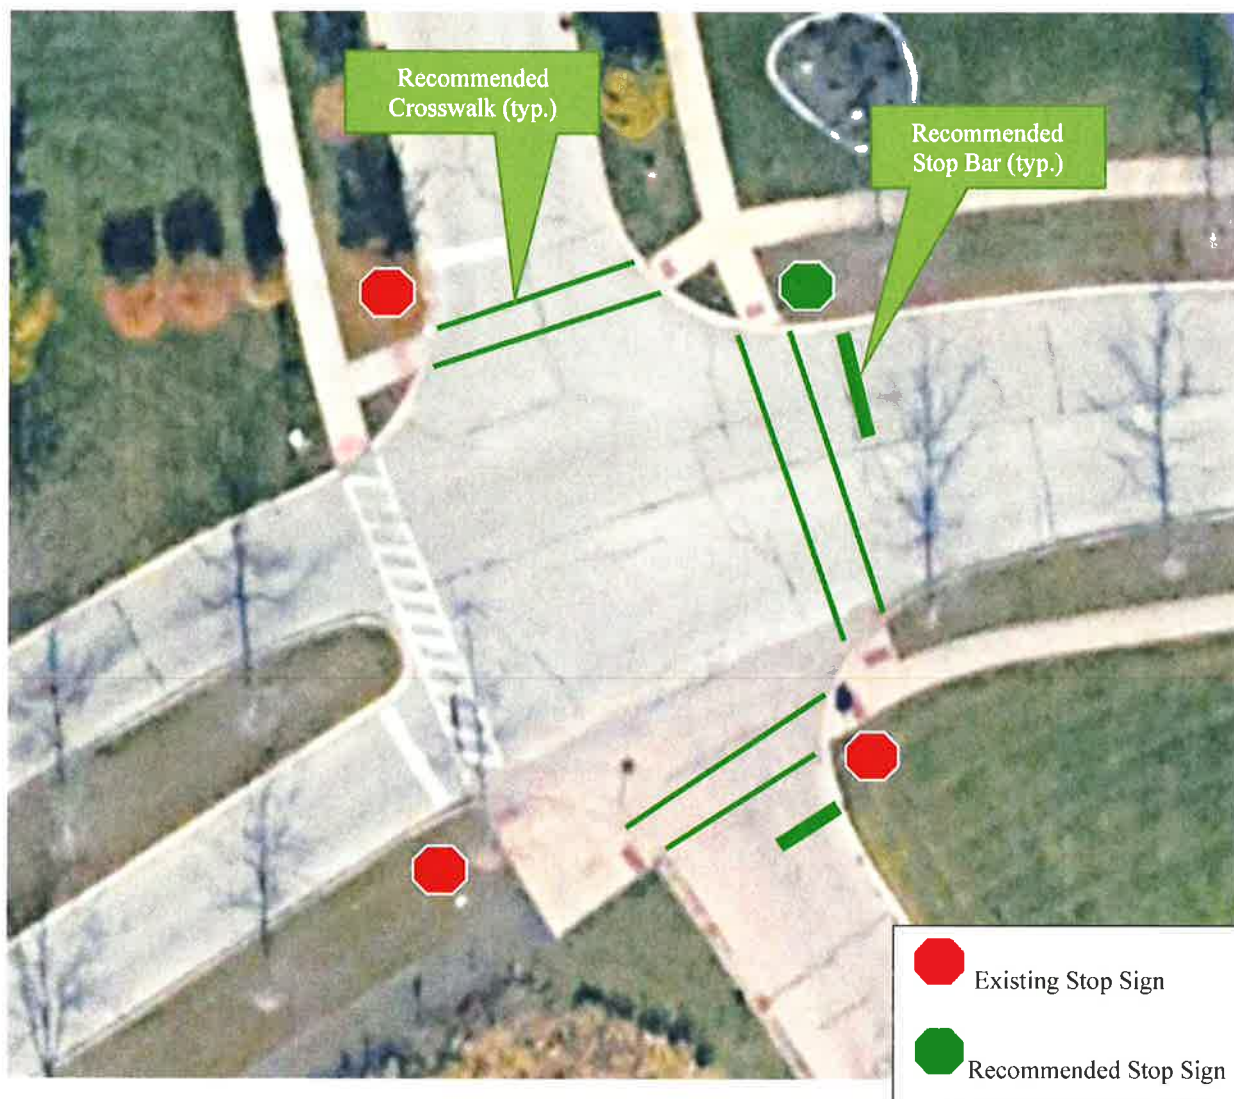 Recommended
Crosswalk (typ.)
Recommended
Stop Bar (typ.)
Existing Stop Sign
Recommended Stop Sign